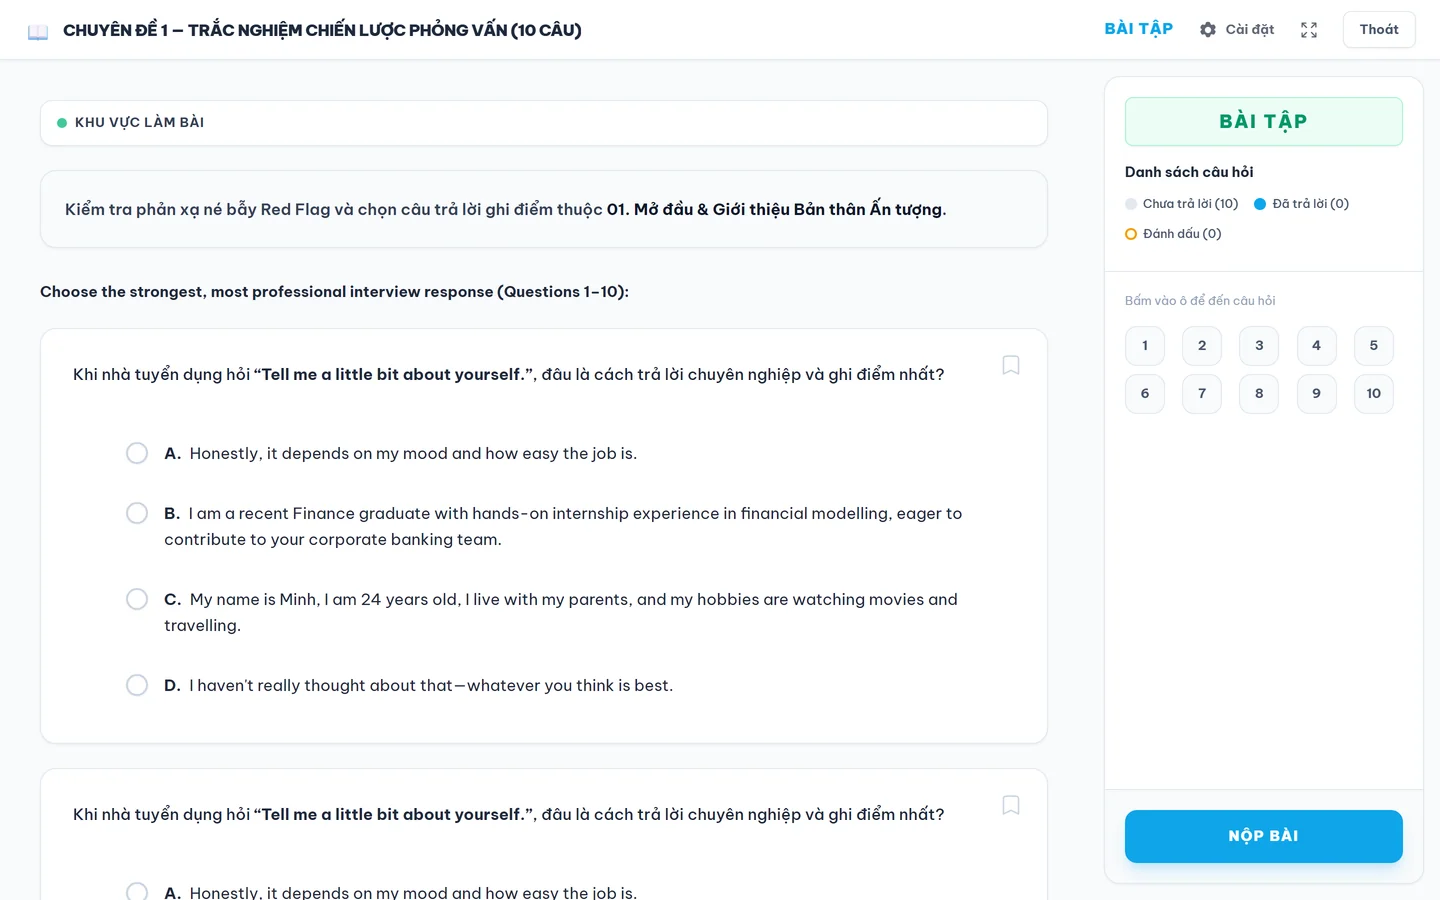 CHUYÊN ĐỀ 1 – TRẮC NGHIỆM CHIẾN LƯỢC PHỎNG VẤN (10 CÂU)
BÀI TẬP
Cài đặt
Thoát
KHU VỰC LÀM BÀI
Kiểm tra phản xạ né bẫy Red Flag và chọn câu trả lời ghi điểm thuộc 01. Mở đầu & Giới thiệu Bản thân Ấn tượng.
Choose the strongest, most professional interview response (Questions 1–10):
Khi nhà tuyển dụng hỏi “Tell me a little bit about yourself.”, đâu là cách trả lời chuyên nghiệp và ghi điểm nhất?
A. Honestly, it depends on my mood and how easy the job is.
B. I am a recent Finance graduate with hands-on internship experience in financial modelling, eager to
contribute to your corporate banking team.
C. My name is Minh, I am 24 years old, I live with my parents, and my hobbies are watching movies and
travelling.
D. I haven't really thought about that—whatever you think is best.
Khi nhà tuyển dụng hỏi “Tell me a little bit about yourself.”, đâu là cách trả lời chuyên nghiệp và ghi điểm nhất?
A. Honestly, it depends on my mood and how easy the job is.
BÀI TẬP
Danh sách câu hỏi
Chưa trả lời (10)
Đã trả lời (0)
Đánh dấu (0)
Bấm vào ô để đến câu hỏi
1 2 3 4 5
6 7 8 9 10
NỘP BÀI